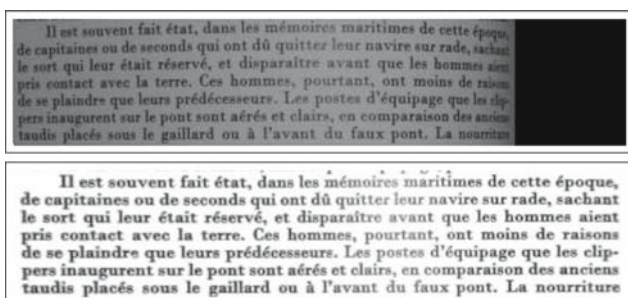 Il est souvent fait état, dans les mémoires maritimes de cette époque,
de capitaines ou de seconds qui ont dû quitter leur navire sur rade, sachant
le sort qui leur était réservé, et disparaître avant que les hommes aient
pris contact avec la terre. Ces hommes, pourtant, ont moins de raisons
de se plaindre que leurs prédécesseurs. Les postes d'équipage que les clip-
pers inaugurent sur le pont sont aérés et clairs, en comparaison des anciens
taudis placés sous le gaillard ou à l'avant du faux pont. La nourriture
Il est souvent fait état, dans les mémoires maritimes de cette époque,
de capitaines ou de seconds qui ont dû quitter leur navire sur rade, sachant
le sort qui leur était réservé, et disparaître avant que les hommes aient
pris contact avec la terre. Ces hommes, pourtant, ont moins de raisons
de se plaindre que leurs prédécesseurs. Les postes d'équipage que les clip-
pers inaugurent sur le pont sont aérés et clairs, en comparaison des anciens
taudis placés sous le gaillard ou à l'avant du faux pont. La nourriture